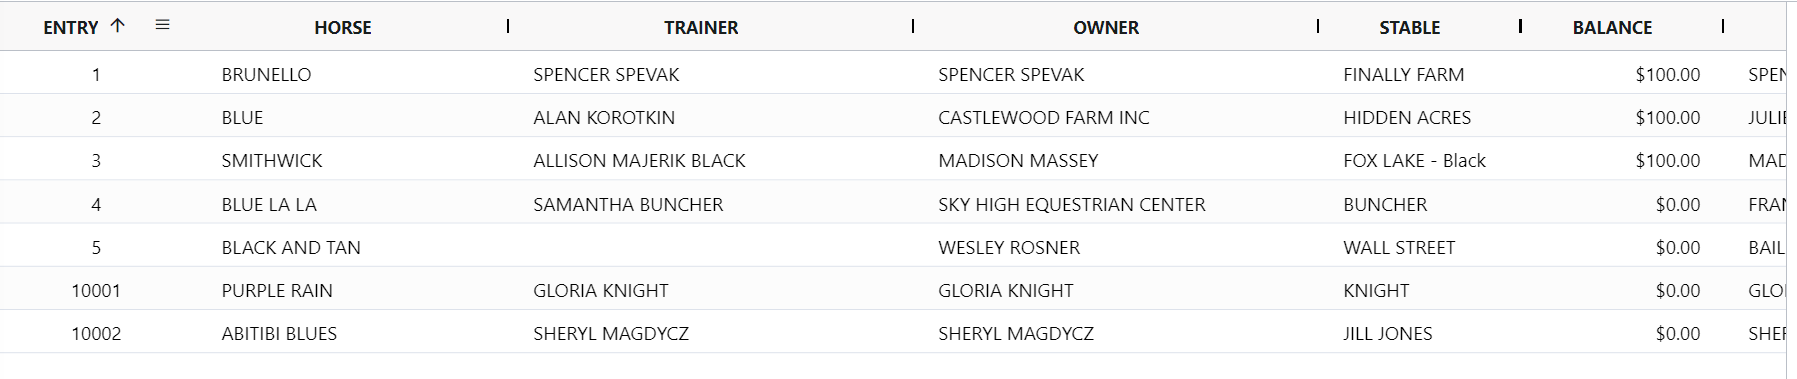 ENTRY HORSE TRAINER OWNER STABLE BALANCE
1 BRUNELLO SPENCER SPEVAK SPENCER SPEVAK FINALLY FARM $100.00
2 BLUE ALAN KOROTKIN CASTLEWOOD FARM INC HIDDEN ACRES $100.00
3 SMITHWICK ALLISON MAJERIK BLACK MADISON MASSEY FOX LAKE - Black $100.00 MAD
4 BLUE LA LA SAMANTHA BUNCHER SKY HIGH EQUESTRIAN CENTER BUNCHER $0.00
5 BLACK AND TAN WESLEY ROSNER WALL STREET $0.00 BAIL
10001 PURPLE RAIN GLORIA KNIGHT GLORIA KNIGHT KNIGHT $0.00 GLO
10002 ABITIBI BLUES SHERYL MAGDYCZ SHERYL MAGDYCZ JILL JONES $0.00